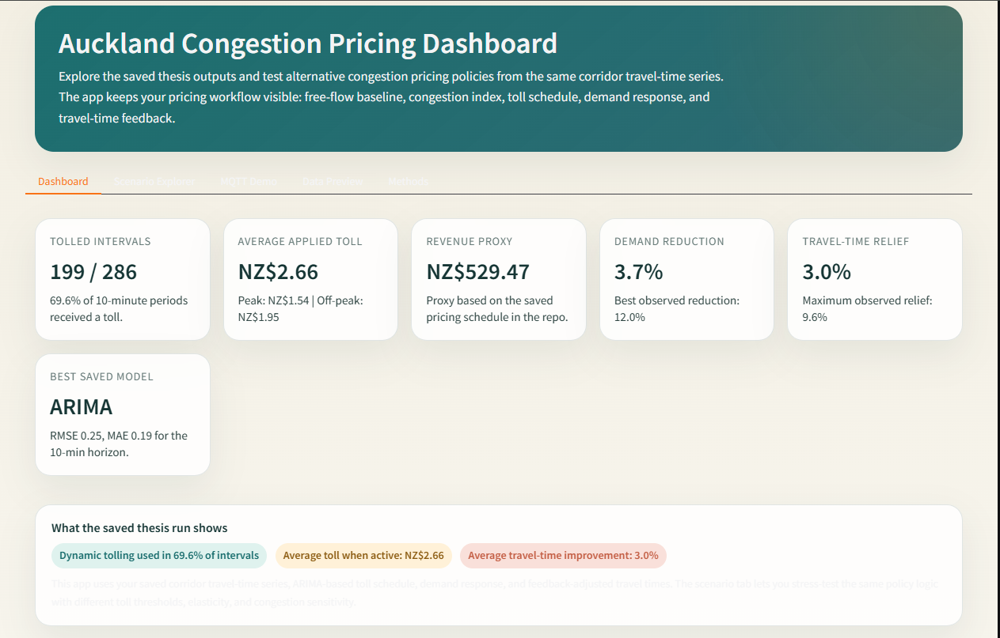 Auckland Congestion Pricing Dashboard
Explore the saved thesis outputs and test alternative congestion pricing policies from the same corridor travel-time series.
The app keeps your pricing workflow visible: free-flow baseline, congestion index, toll schedule, demand response, and
travel-time feedback.
Dashboard Scenario Explorer MQTT Demo Data Preview Methods
TOLLED INTERVALS
199 / 286
69.6% of 10-minute periods
received a toll.
AVERAGE APPLIED TOLL
NZ$2.66
Peak: NZ$1.54 | Off-peak:
NZ$1.95
REVENUE PROXY
NZ$529.47
Proxy based on the saved
pricing schedule in the repo.
DEMAND REDUCTION
3.7%
Best observed reduction:
12.0%
TRAVEL-TIME RELIEF
3.0%
Maximum observed relief:
9.6%
BEST SAVED MODEL
ARIMA
RMSE 0.25, MAE 0.19 for the
10-min horizon.
What the saved thesis run shows
Dynamic tolling used in 69.6% of intervals
Average toll when active: NZ$2.66
Average travel-time improvement: 3.0%
This app uses your saved corridor travel-time series, ARIMA-based toll schedule, demand response, and feedback-adjusted travel times. The scenario tab lets you stress-test the same policy logic
with different toll thresholds, elasticity, and congestion sensitivity.